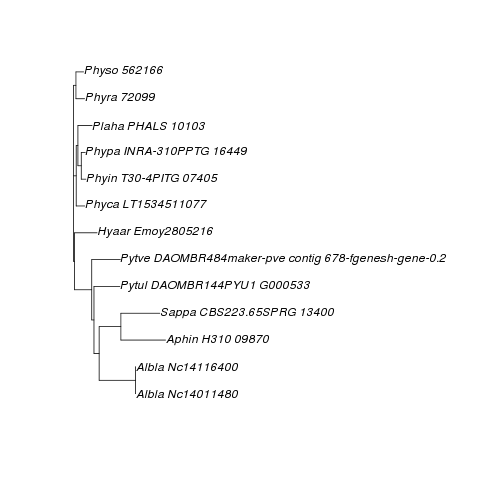 Physo 562166
Phyra 72099
Plaha PHALS 10103
Phypa INRA-310PPTG 16449
Phyin T30-4PITG 07405
Phyca LT1534511077
Hyaar Emoy2805216
Pytve DAOMBR484maker-pve contig 678-fgenesh-gene-0.2
Pytul DAOMBR144PYU1 G000533
Sappa CBS223.65SPRG 13400
Aphin H310 09870
Albla Nc14116400
Albla Nc14011480